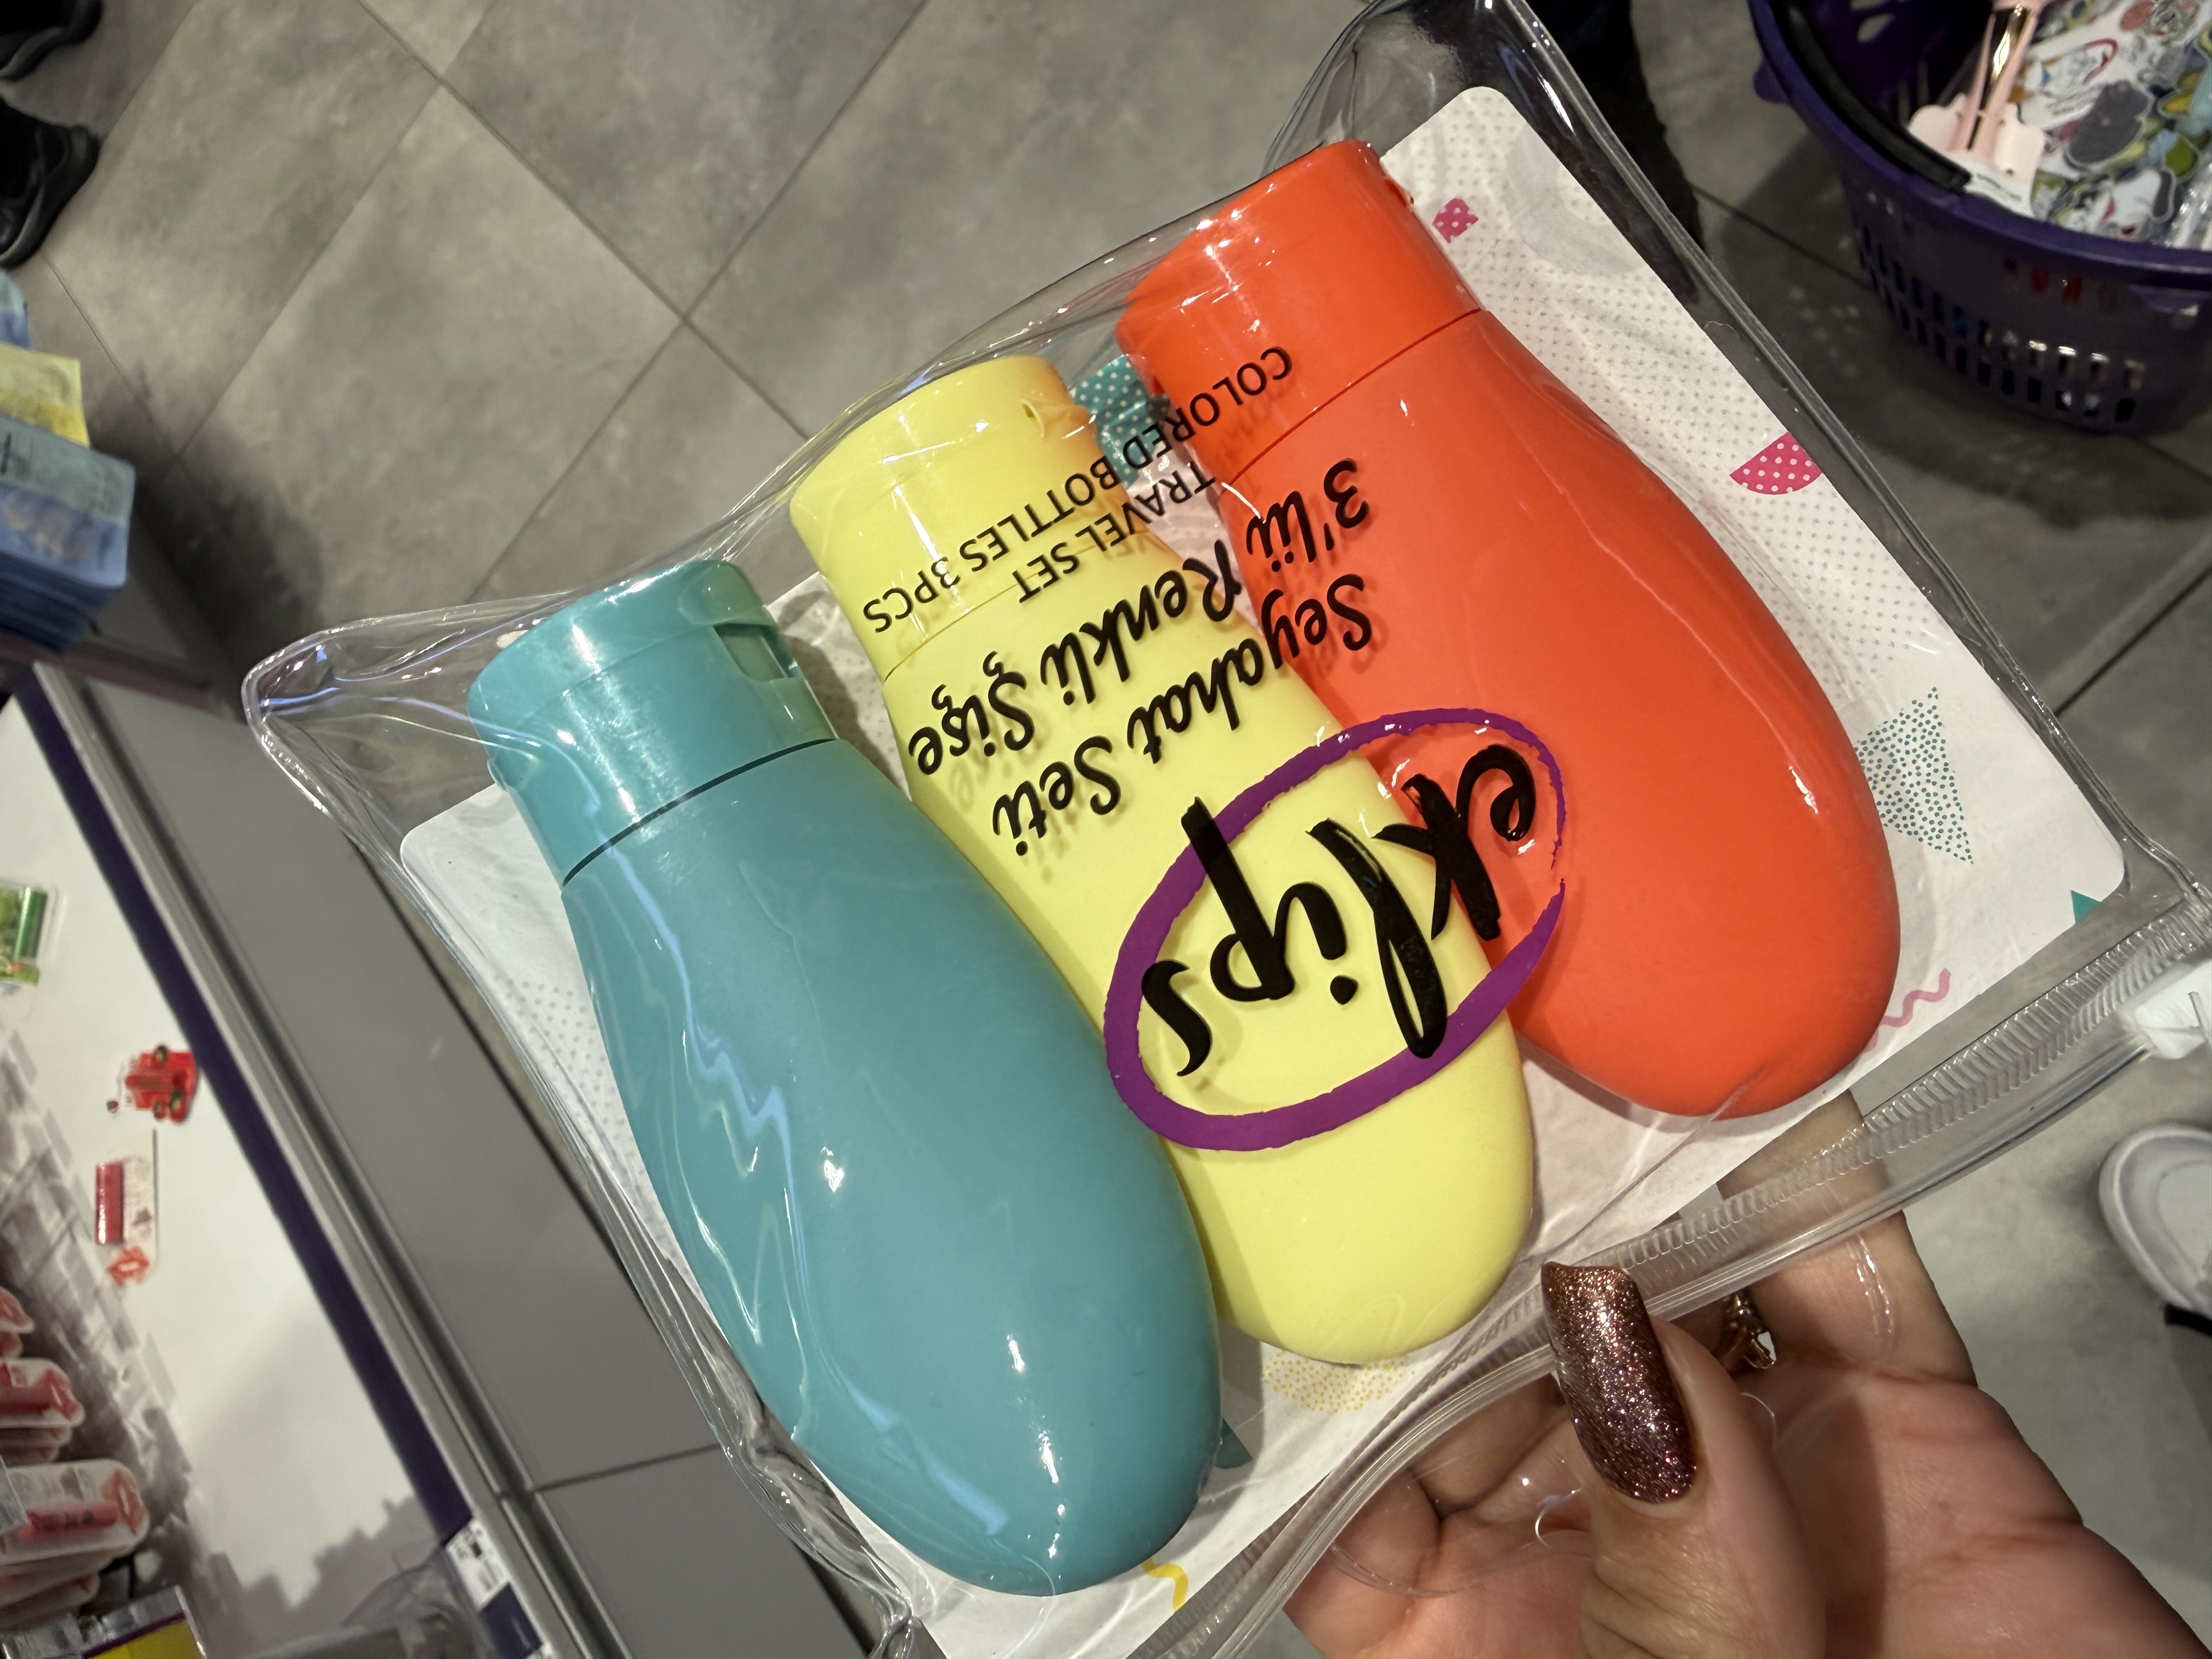 eklips
Seyahat Seti
3'lü Renkli Şişe
TRAVEL SET
COLORED BOTTLES 3PCS